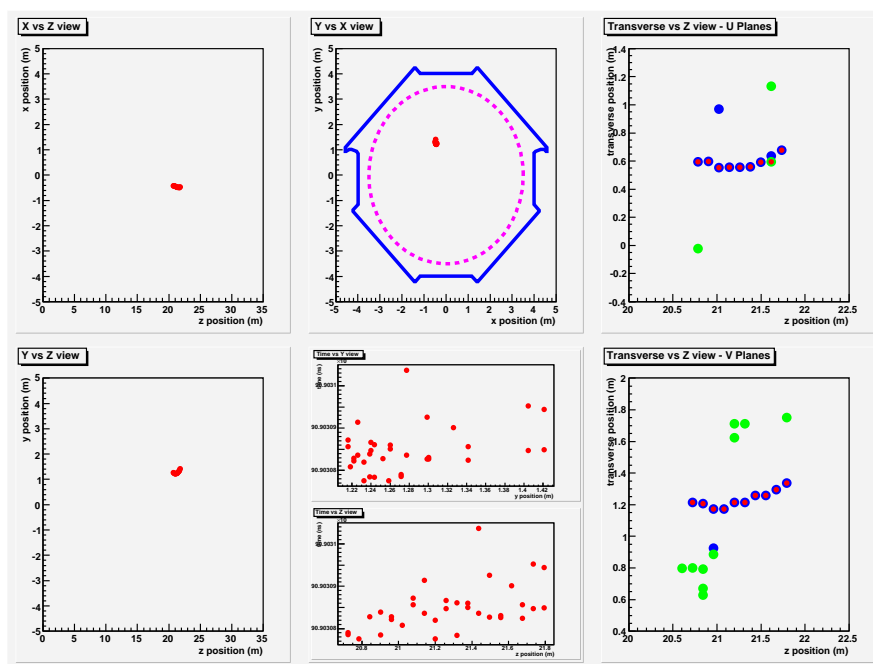 X vs Z view
x position (m)
5
4
3
2
1
0
-1
-2
-3
-4
-5
0 5 10 15 20 25 30 35
z position (m)
Y vs X view
y position (m)
5
4
3
2
1
0
-1
-2
-3
-4
-5
-5 -4 -3 -2 -1 0 1 2 3 4 5
x position (m)
Transverse vs Z view - U Planes
transverse position (m)
1.4
1.2
1
0.8
0.6
0.4
0.2
0
-0.2
-0.4
20 20.5 21 21.5 22 22.5
z position (m)
Y vs Z view
y position (m)
5
4
3
2
1
0
-1
-2
-3
-4
-5
0 5 10 15 20 25 30 35
z position (m)
Time vs Y view
time (ns)
90.9031
90.90309
90.90308
1.22 1.24 1.26 1.28 1.3 1.32 1.34 1.36 1.38 1.4 1.42
y position (m)
Time vs Z view
time (ns)
90.9031
90.90309
90.90308
20.8 21 21.2 21.4 21.6 21.8
z position (m)
Transverse vs Z view - V Planes
transverse position (m)
2
1.8
1.6
1.4
1.2
1
0.8
0.6
0.4
20 20.5 21 21.5 22 22.5
z position (m)